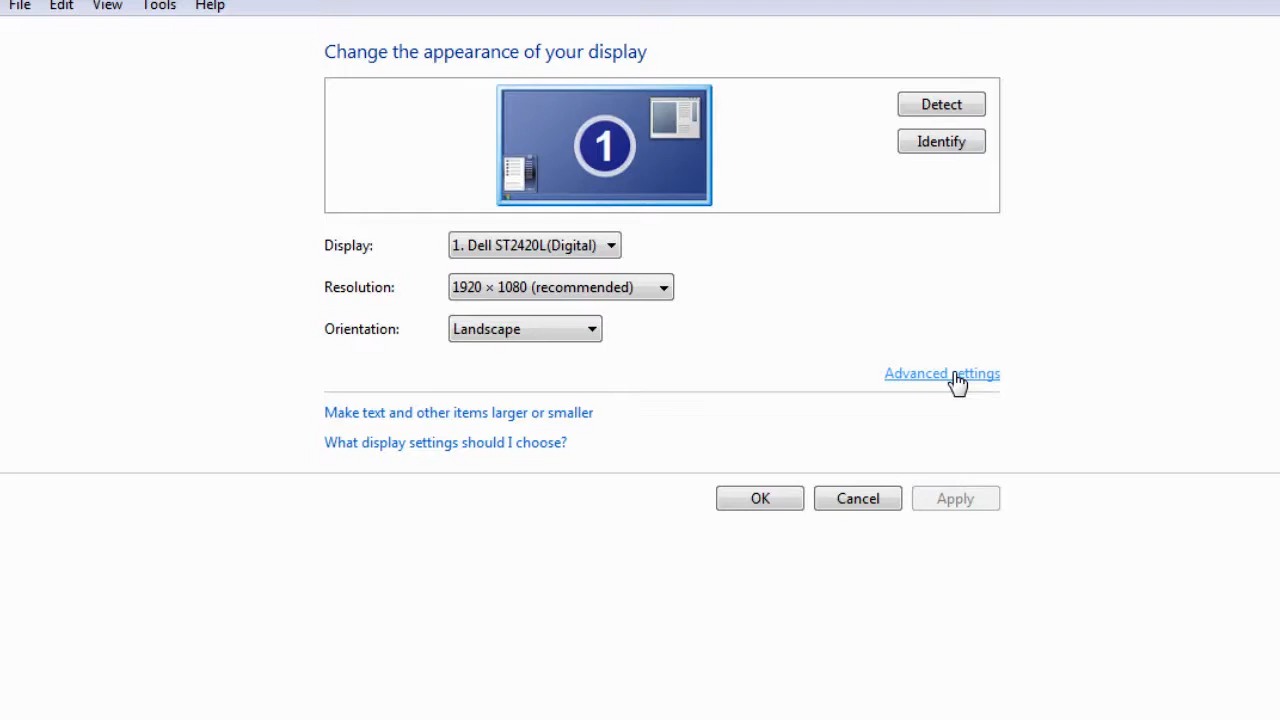 File Edit View Tools Help
Change the appearance of your display
1
Detect
Identify
Display: 1. Dell ST2420L(Digital)
Resolution: 1920 × 1080 (recommended)
Orientation: Landscape
Advanced settings
Make text and other items larger or smaller
What display settings should I choose?
OK Cancel Apply